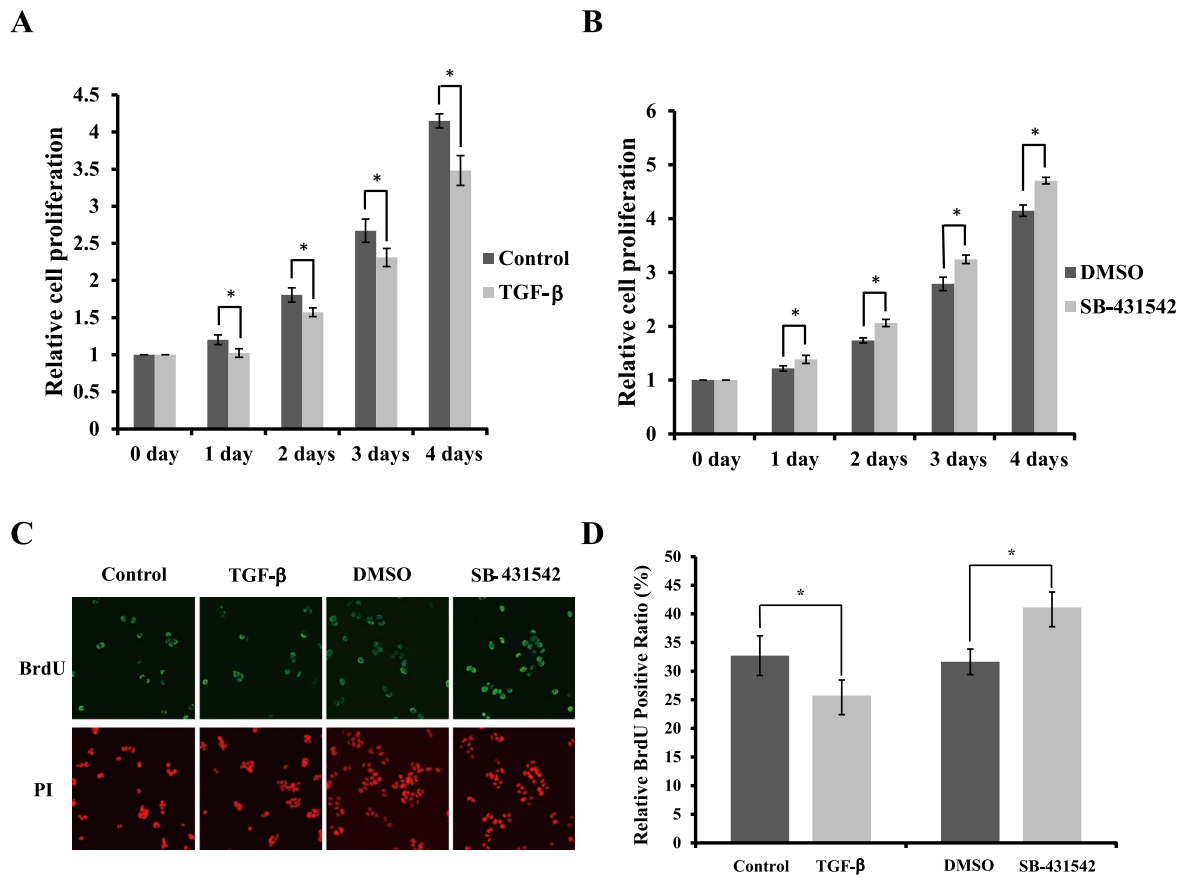 A
Relative cell proliferation
4.5
4
3.5
3
2.5
2
1.5
1
0.5
0
*
*
*
*
0 day 1 day 2 days 3 days 4 days
Control
TGF-β
B
Relative cell proliferation
6
5
4
3
2
1
0
*
*
*
*
0 day 1 day 2 days 3 days 4 days
DMSO
SB-431542
C
Control TGF-β DMSO SB-431542
BrdU
PI
D
Relative BrdU Positive Ratio (%)
50
45
40
35
30
25
20
15
10
5
0
*
*
Control TGF-β DMSO SB-431542